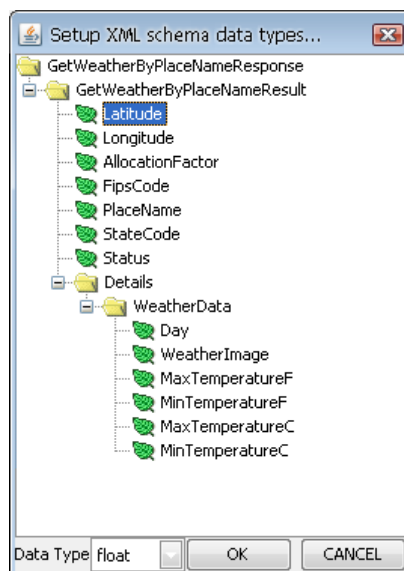 Setup XML schema data types...
GetWeatherByPlaceNameResponse
GetWeatherByPlaceNameResult
Latitude
Longitude
AllocationFactor
FipsCode
PlaceName
StateCode
Status
Details
WeatherData
Day
WeatherImage
MaxTemperatureF
MinTemperatureF
MaxTemperatureC
MinTemperatureC
Data Type float OK CANCEL